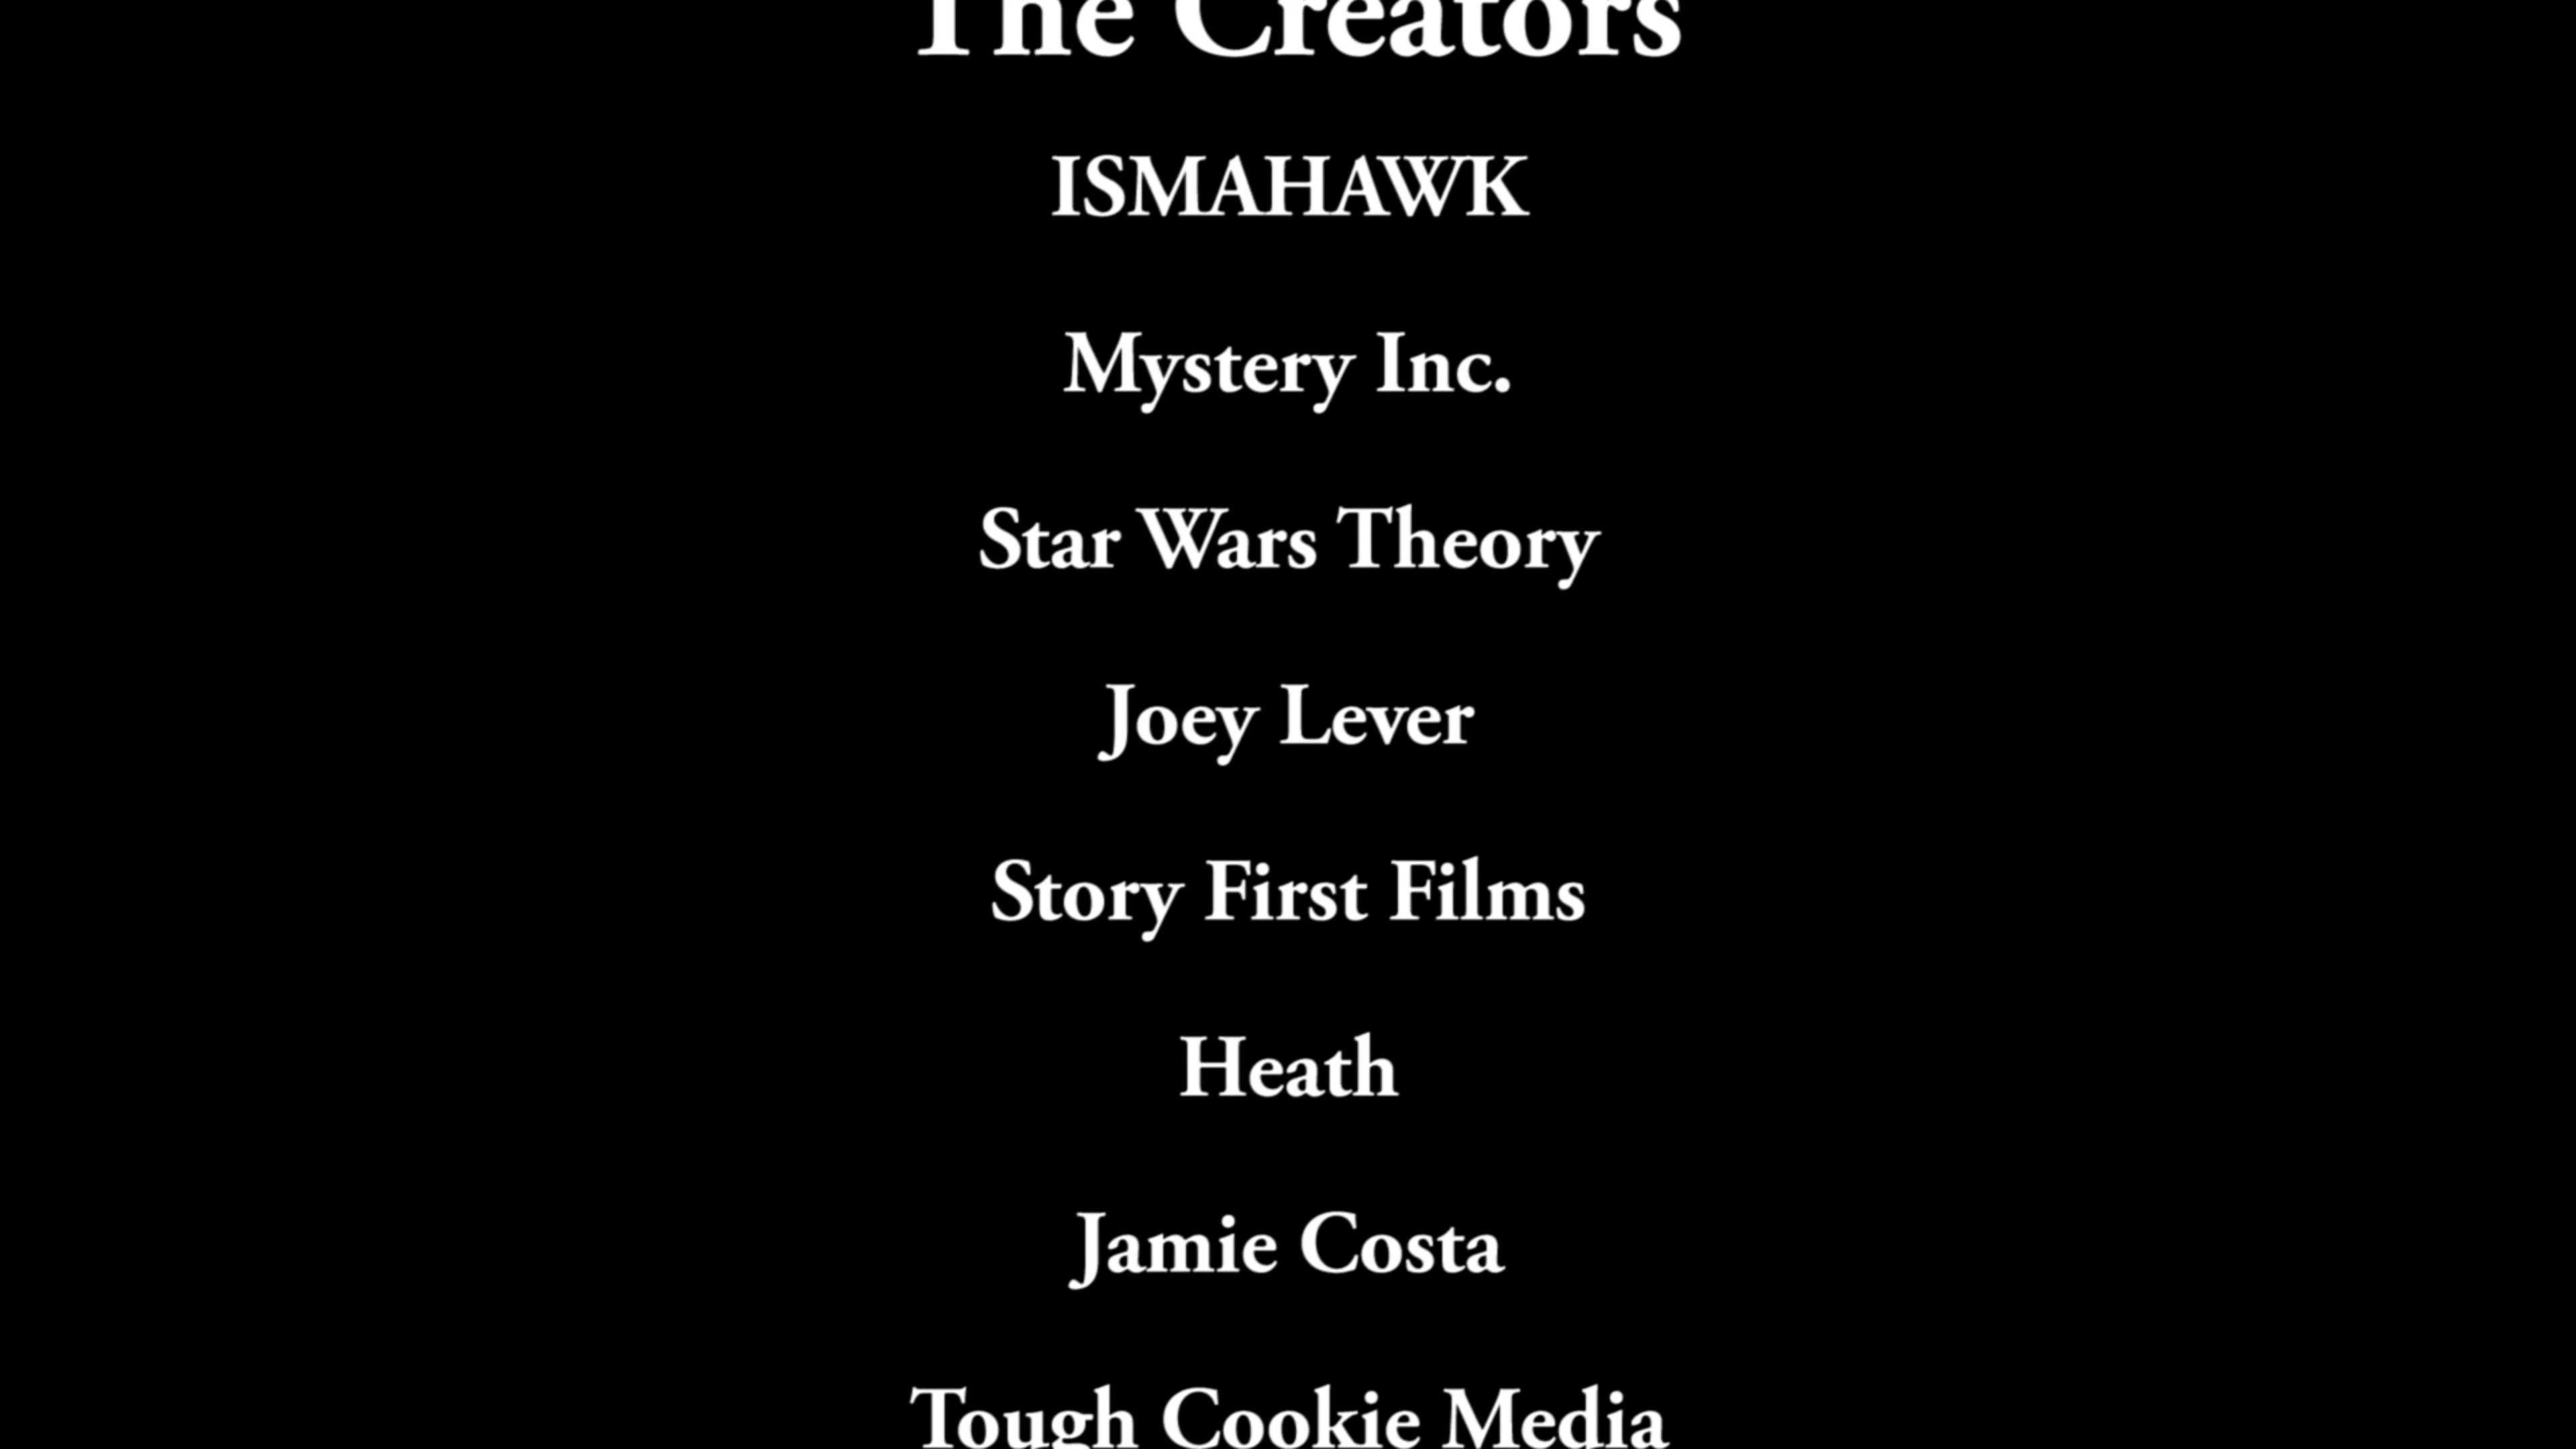 The Creators
ISMAHAWK
Mystery Inc.
Star Wars Theory
Joey Lever
Story First Films
Heath
Jamie Costa
Tough Cookie Media